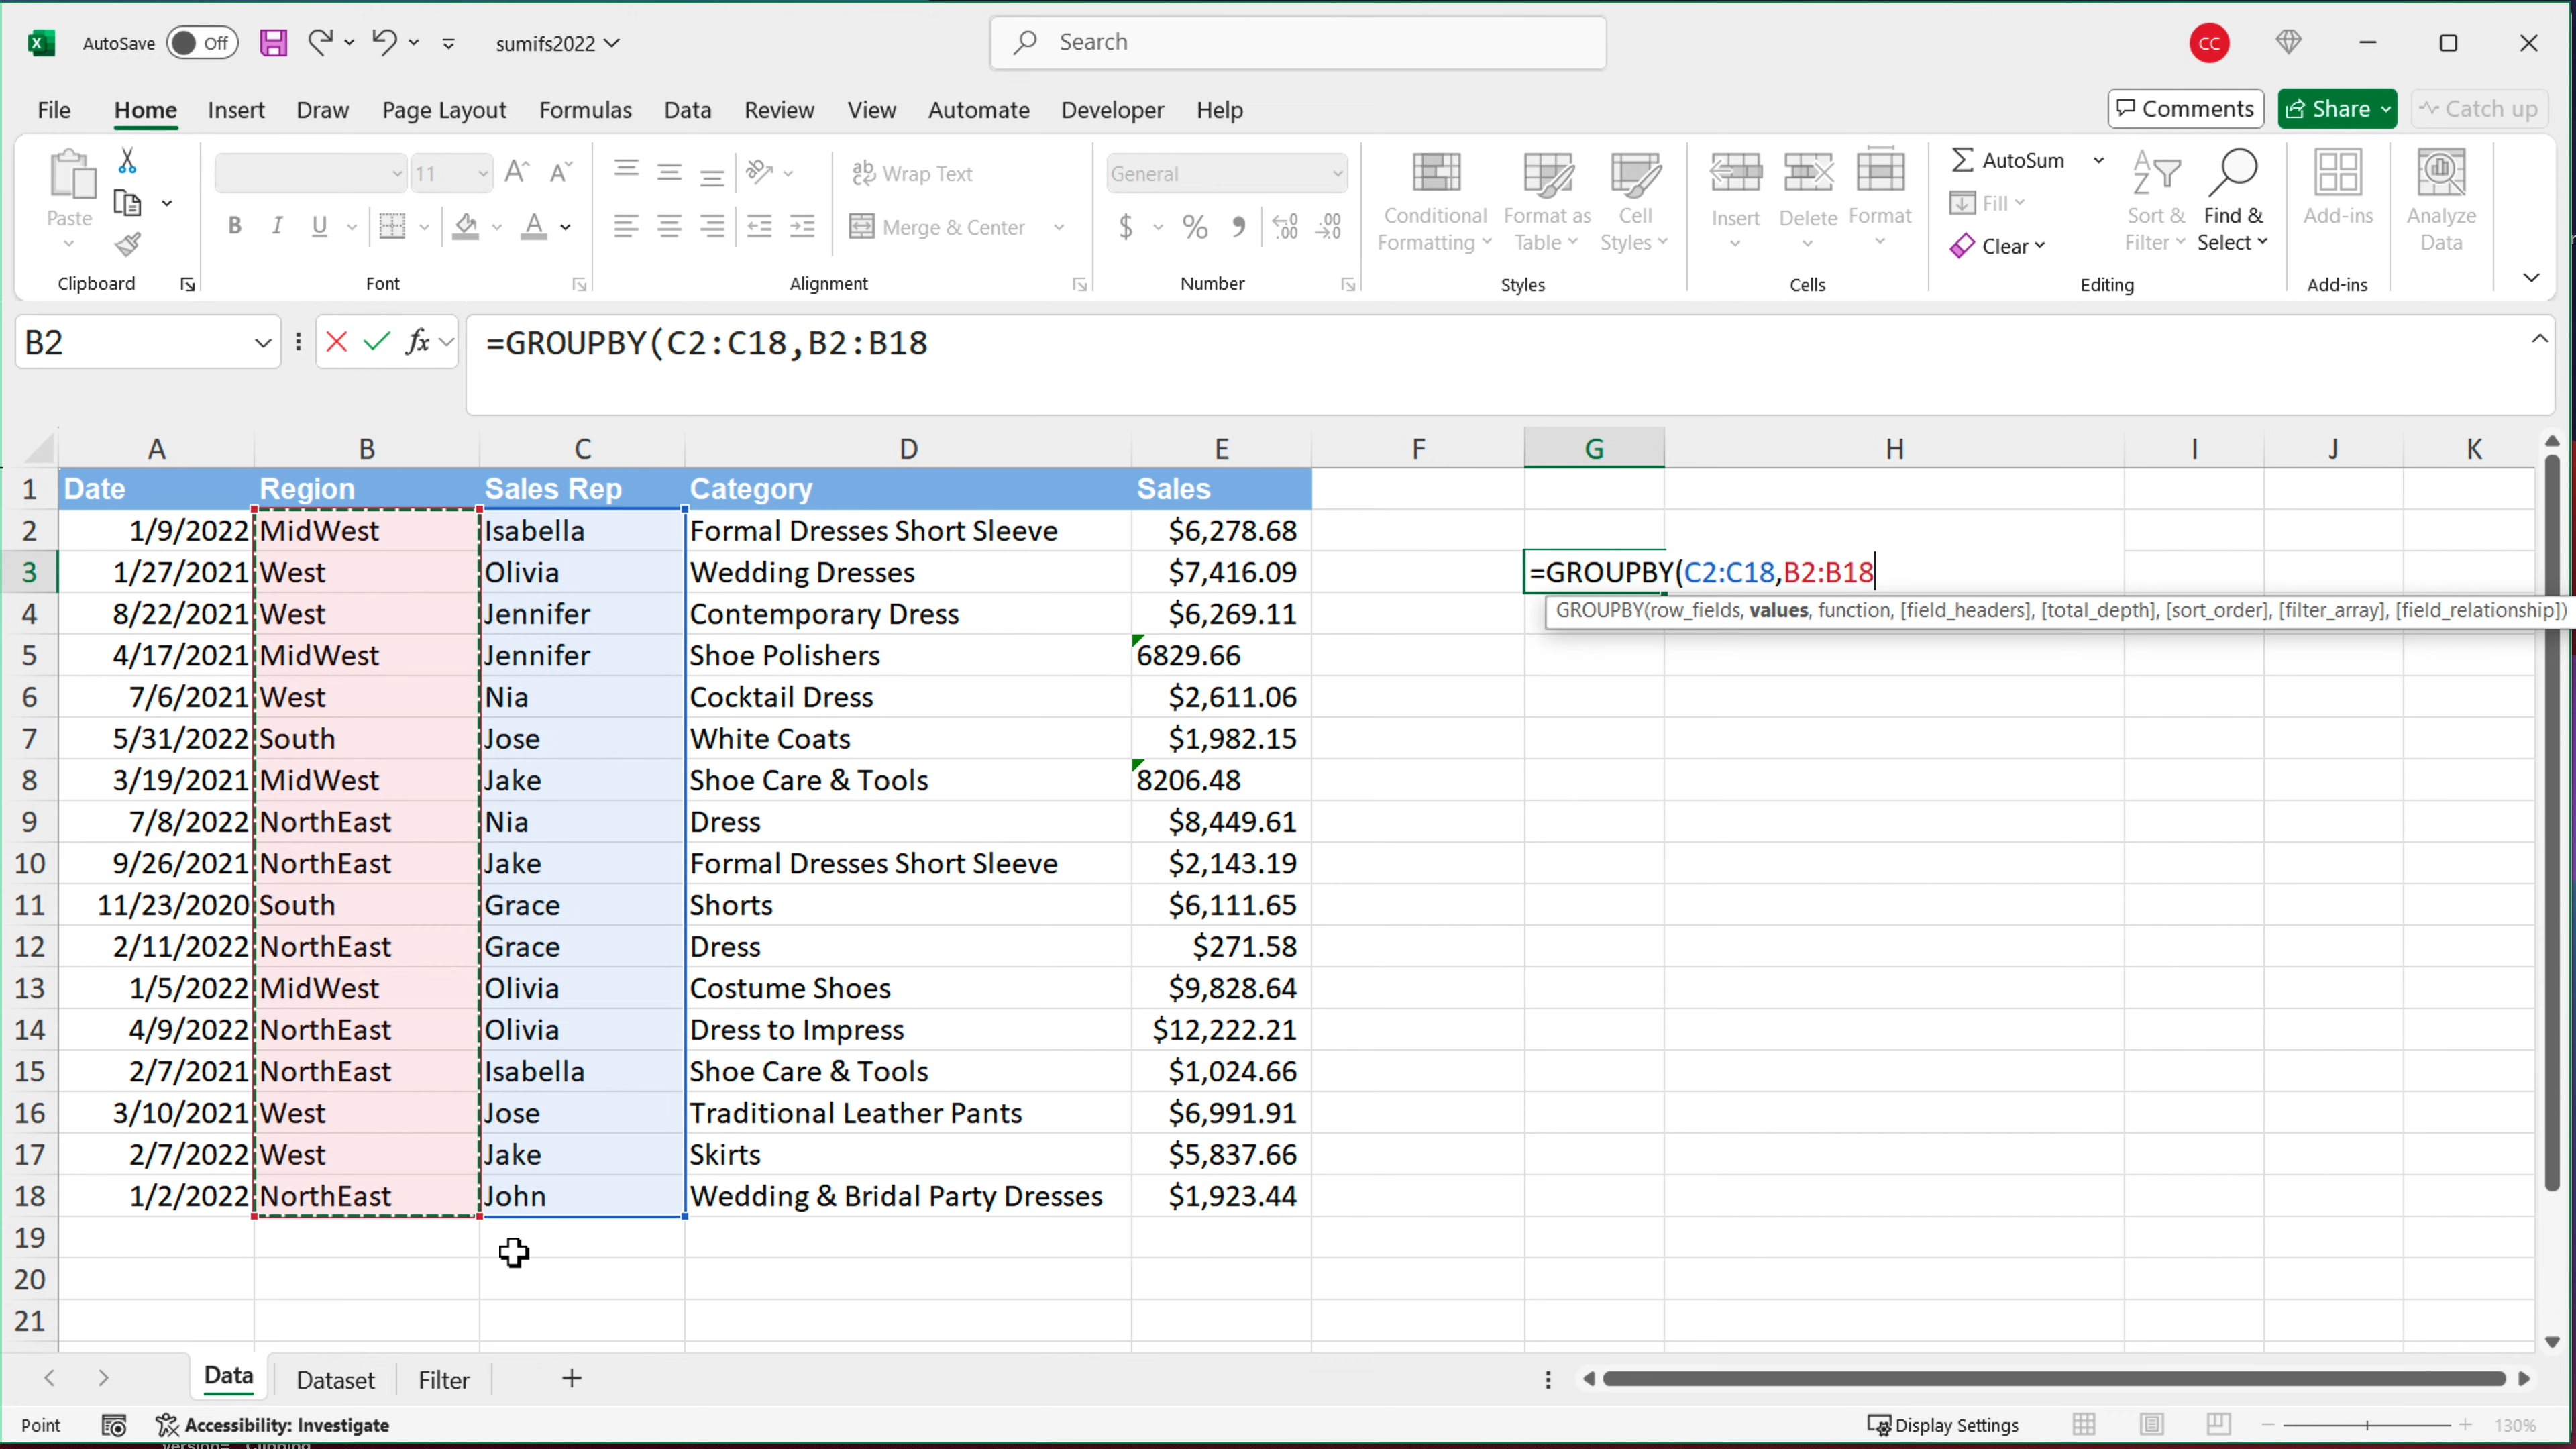 AutoSave Off sumifs2022 Search CC
File Home Insert Draw Page Layout Formulas Data Review View Automate Developer Help Comments Share Catch up
Paste
Clipboard
11
B I U
Font
Wrap Text
Merge & Center
Alignment
General
$ % 9
Number
Conditional Formatting
Format as Table
Cell Styles
Styles
Insert Delete Format
Cells
AutoSum
Fill
Clear
Sort & Filter
Find & Select
Editing
Add-ins
Add-ins
Analyze Data
B2 fx =GROUPBY(C2:C18,B2:B18
A B C D E F G H I J K
1 Date Region Sales Rep Category Sales
2 1/9/2022 MidWest Isabella Formal Dresses Short Sleeve $6,278.68
3 1/27/2021 West Olivia Wedding Dresses $7,416.09 =GROUPBY(C2:C18,B2:B18
4 8/22/2021 West Jennifer Contemporary Dress $6,269.11 GROUPBY(row_fields, values, function, [field_headers], [total_depth], [sort_order], [filter_array], [field_relationship])
5 4/17/2021 MidWest Jennifer Shoe Polishers 6829.66
6 7/6/2021 West Nia Cocktail Dress $2,611.06
7 5/31/2022 South Jose White Coats $1,982.15
8 3/19/2021 MidWest Jake Shoe Care & Tools 8206.48
9 7/8/2022 NorthEast Nia Dress $8,449.61
10 9/26/2021 NorthEast Jake Formal Dresses Short Sleeve $2,143.19
11 11/23/2020 South Grace Shorts $6,111.65
12 2/11/2022 NorthEast Grace Dress $271.58
13 1/5/2022 MidWest Olivia Costume Shoes $9,828.64
14 4/9/2022 NorthEast Olivia Dress to Impress $12,222.21
15 2/7/2021 NorthEast Isabella Shoe Care & Tools $1,024.66
16 3/10/2021 West Jose Traditional Leather Pants $6,991.91
17 2/7/2022 West Jake Skirts $5,837.66
18 1/2/2022 NorthEast John Wedding & Bridal Party Dresses $1,923.44
19
20
21
Data Dataset Filter
Point Accessibility: Investigate Display Settings 130%